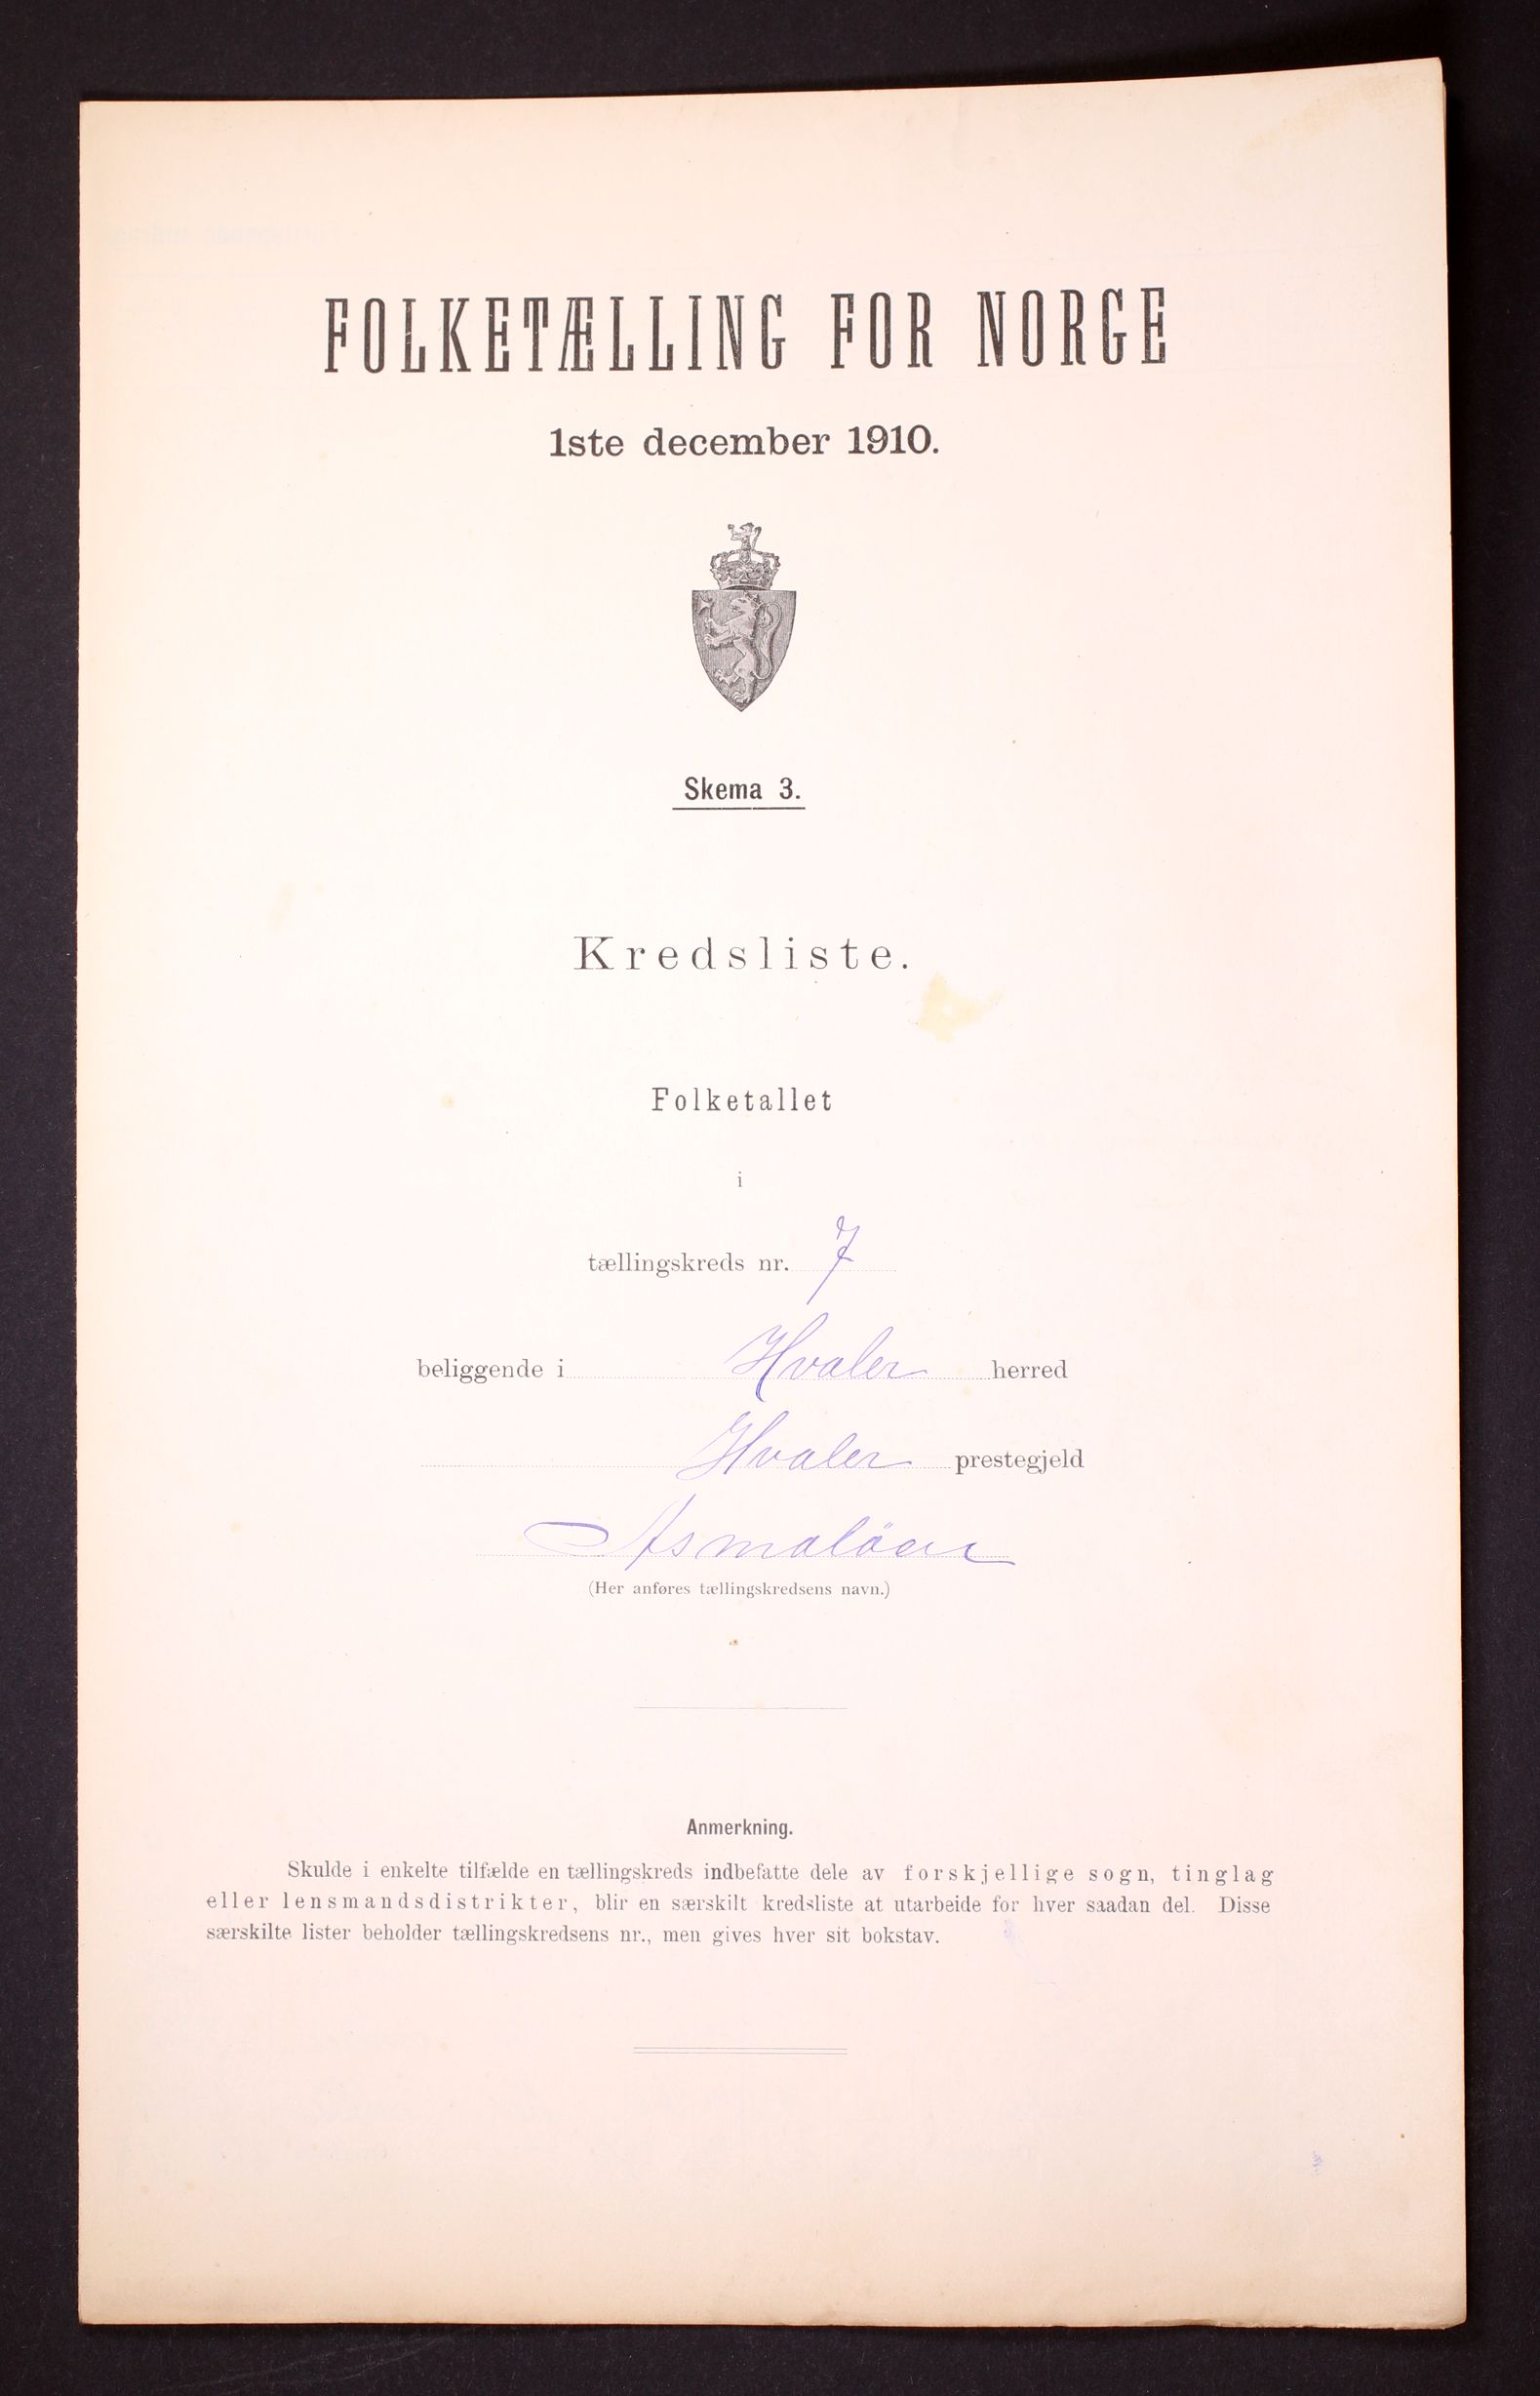 FOLKETÆLLING FOR NORGE
1ste december 1910.
Skema 3.
Kredsliste.
Folketallet
i
tællingskreds nr. 7
beliggende i Hvaler herred
Hvaler prestegjeld
Asmalöen
(Her anføres tællingskredsens navn.)
Anmerkning.
Skulde i enkelte tilfælde en tællingskreds indbefatte dele av forskjellige sogn, tinglag
eller lensmandsdistrikter, blir en særskilt kredsliste at utarbeide for hver saadan del. Disse
særskilte lister beholder tællingskredsens nr., men gives hver sit bokstav.